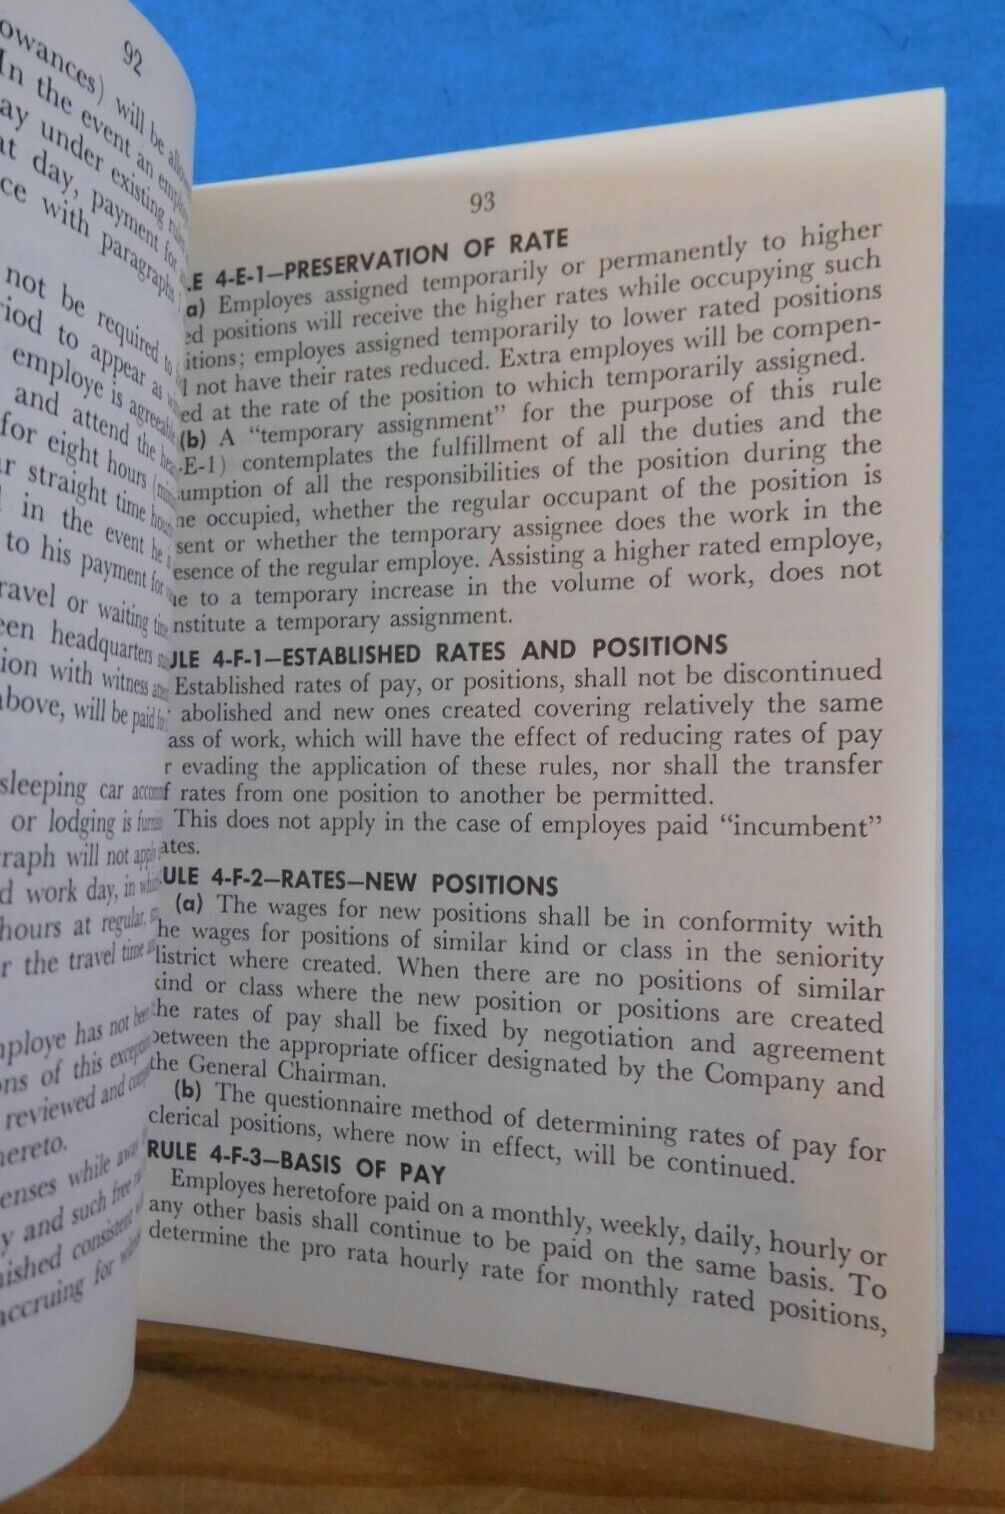 92
owances) will be
In the event an
ay under existing
at day, payment for
ce with paragraphs
not be required
riod to appear as
employe is agreeable
and attend the
for eight hours
r straight time
in the event he
to his payment for
ravel or waiting
een headquarters
ion with witness
bove, will be paid
sleeping car
or lodging is
raph will not
d work day, in
hours at regular,
r the travel time
ploye has not
ns of this
reviewed and
hereto.
enses while away
y and such free
ished consistent
accruing for
93
LE 4-E-1—PRESERVATION OF RATE
a) Employes assigned temporarily or permanently to higher
ed positions will receive the higher rates while occupying such
itions; employes assigned temporarily to lower rated positions
l not have their rates reduced. Extra employes will be compen-
ed at the rate of the position to which temporarily assigned.
(b) A "temporary assignment" for the purpose of this rule
-E-1) contemplates the fulfillment of all the duties and the
umption of all the responsibilities of the position during the
ne occupied, whether the regular occupant of the position is
sent or whether the temporary assignee does the work in the
esence of the regular employe. Assisting a higher rated employe,
ue to a temporary increase in the volume of work, does not
nstitute a temporary assignment.
ULE 4-F-1—ESTABLISHED RATES AND POSITIONS
Established rates of pay, or positions, shall not be discontinued
abolished and new ones created covering relatively the same
ass of work, which will have the effect of reducing rates of pay
r evading the application of these rules, nor shall the transfer
f rates from one position to another be permitted.
This does not apply in the case of employes paid "incumbent"
ates.
ULE 4-F-2—RATES—NEW POSITIONS
(a) The wages for new positions shall be in conformity with
he wages for positions of similar kind or class in the seniority
district where created. When there are no positions of similar
kind or class where the new position or positions are created
the rates of pay shall be fixed by negotiation and agreement
between the appropriate officer designated by the Company and
the General Chairman.
(b) The questionnaire method of determining rates of pay for
clerical positions, where now in effect, will be continued.
RULE 4-F-3—BASIS OF PAY
Employes heretofore paid on a monthly, weekly, daily, hourly or
any other basis shall continue to be paid on the same basis. To
determine the pro rata hourly rate for monthly rated positions,